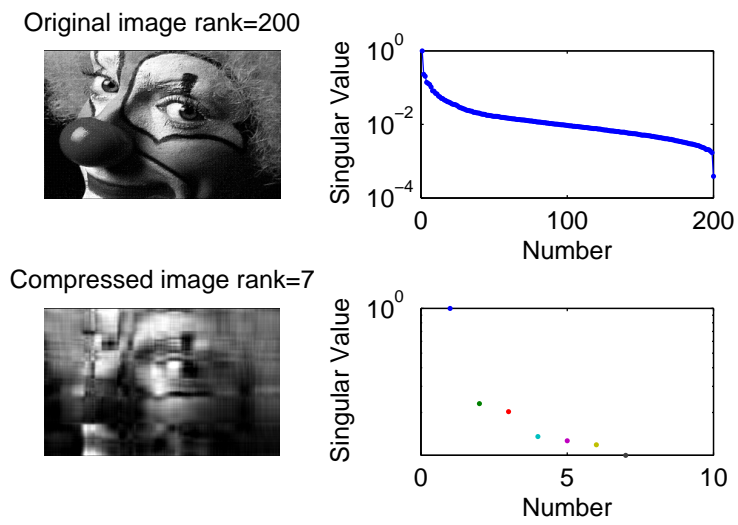 Original image rank=200
10^0
10^−2
10^−4
Singular Value
0
100
200
Number
Compressed image rank=7
10^0
Singular Value
0
5
10
Number